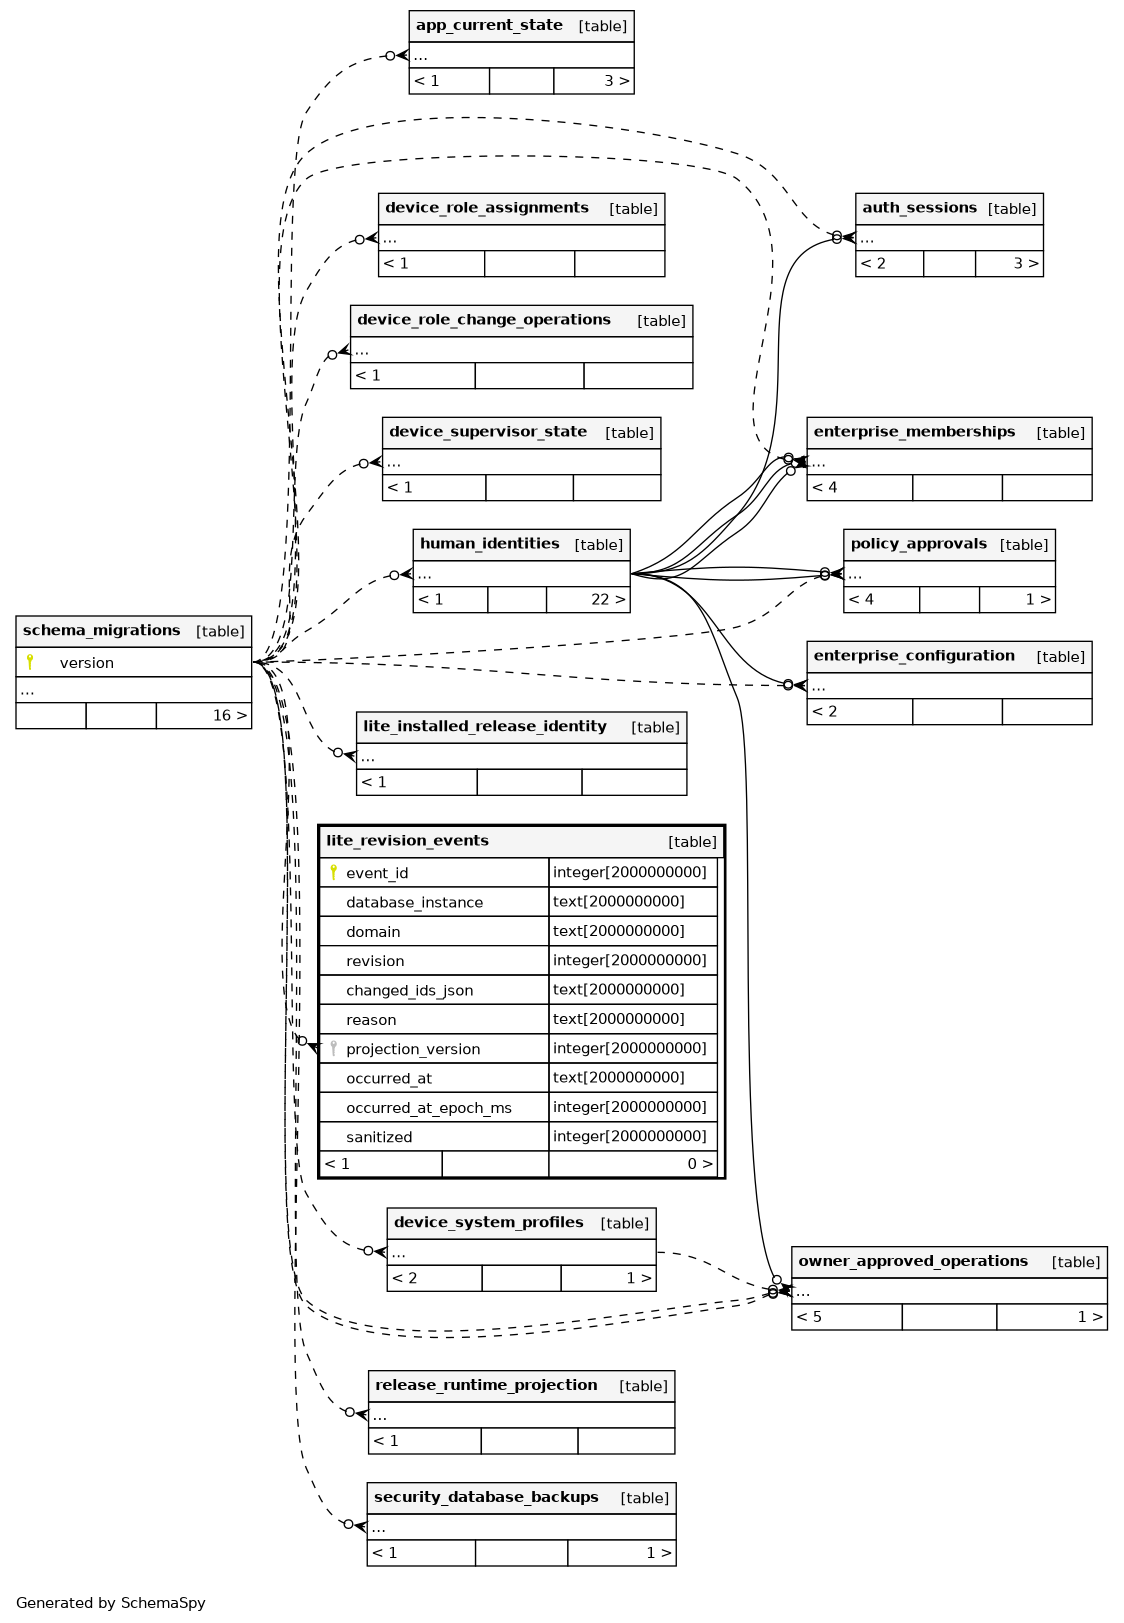 app_current_state [table]
...
< 1 3 >
device_role_assignments [table]
...
< 1
auth_sessions [table]
...
< 2 3 >
device_role_change_operations [table]
...
< 1
device_supervisor_state [table]
...
< 1
enterprise_memberships [table]
...
< 4
human_identities [table]
...
< 1 22 >
policy_approvals [table]
...
< 4 1 >
schema_migrations [table]
version
...
16 >
enterprise_configuration [table]
...
< 2
lite_installed_release_identity [table]
...
< 1
lite_revision_events [table]
event_id integer[2000000000]
database_instance text[2000000000]
domain text[2000000000]
revision integer[2000000000]
changed_ids_json text[2000000000]
reason text[2000000000]
projection_version integer[2000000000]
occurred_at text[2000000000]
occurred_at_epoch_ms integer[2000000000]
sanitized integer[2000000000]
< 1 0 >
device_system_profiles [table]
...
< 2 1 >
owner_approved_operations [table]
...
< 5 1 >
release_runtime_projection [table]
...
< 1
security_database_backups [table]
...
< 1 1 >
Generated by SchemaSpy